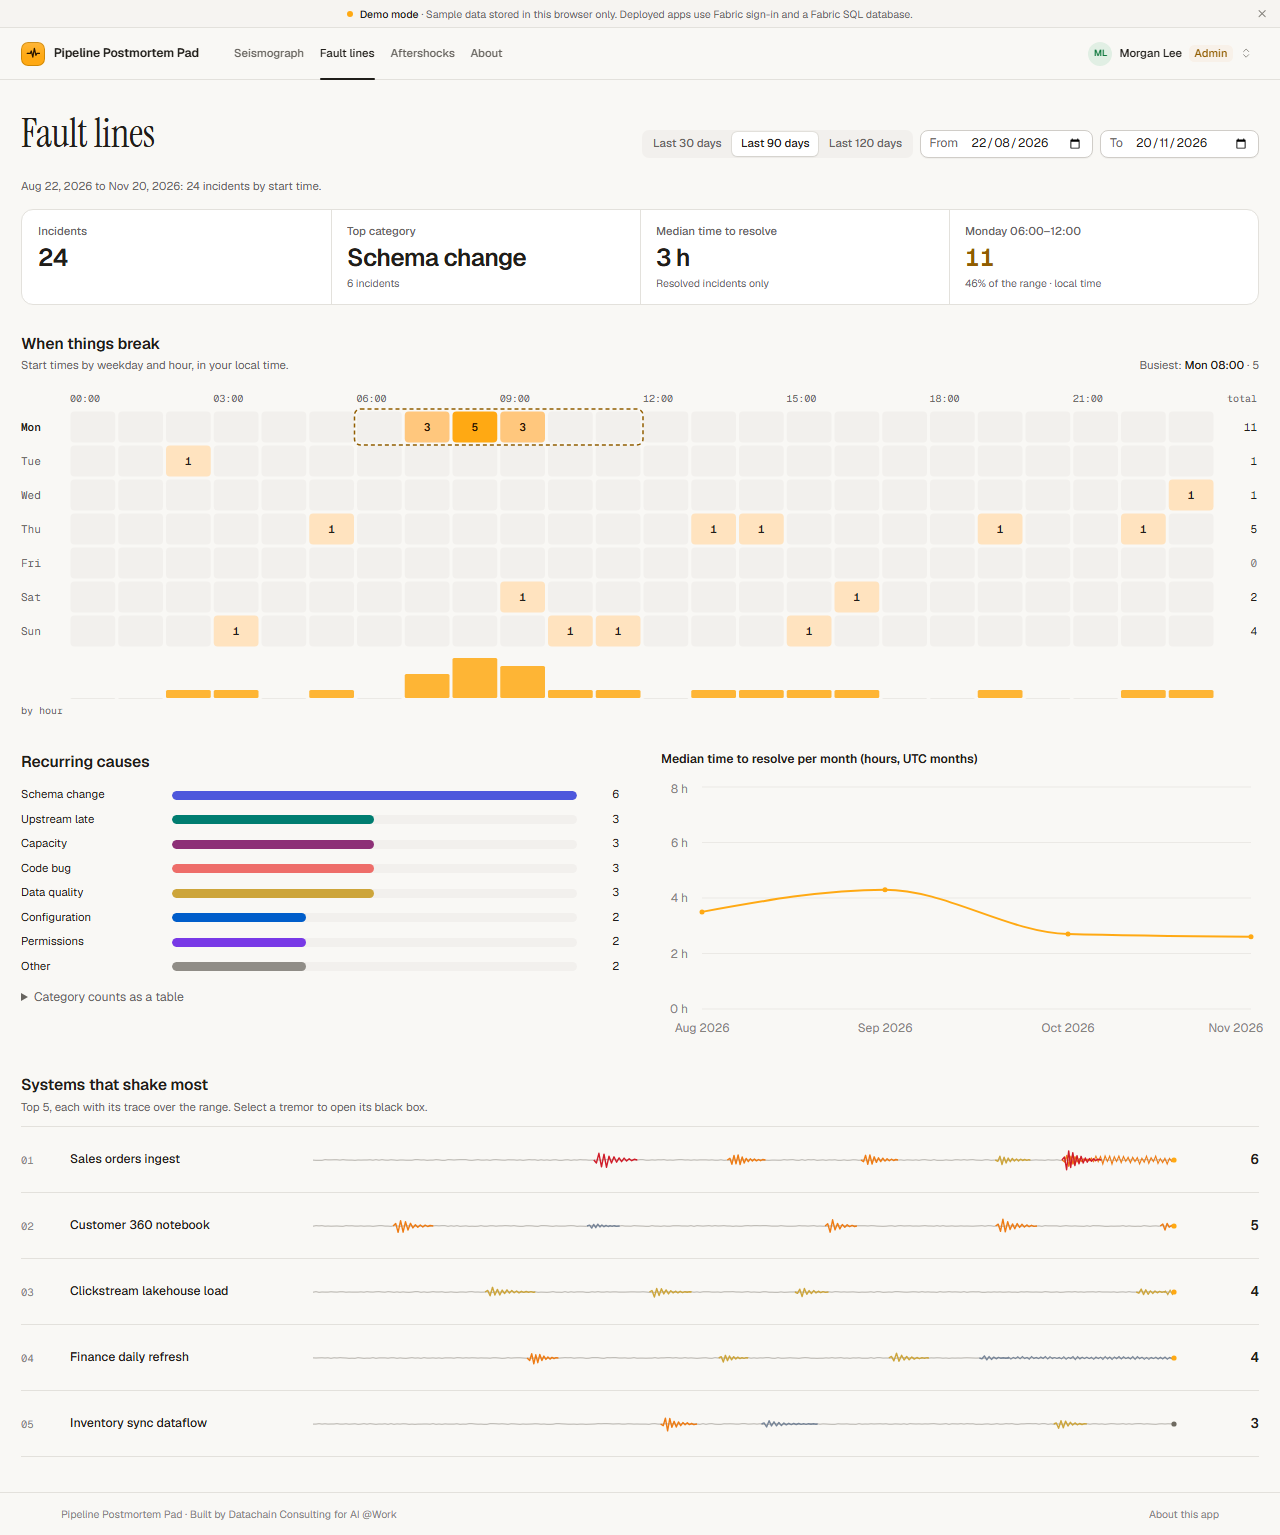 Demo mode · Sample data stored in this browser only. Deployed apps use Fabric sign-in and a Fabric SQL database.
Pipeline Postmortem Pad
Seismograph
Fault lines
Aftershocks
About
ML
Morgan Lee
Admin
Fault lines
Last 30 days
Last 90 days
Last 120 days
From 22/08/2026
To 20/11/2026
Aug 22, 2026 to Nov 20, 2026: 24 incidents by start time.
Incidents
24
Top category
Schema change
6 incidents
Median time to resolve
3 h
Resolved incidents only
Monday 06:00–12:00
11
46% of the range · local time
When things break
Start times by weekday and hour, in your local time.
Busiest: Mon 08:00 · 5
00:00 03:00 06:00 09:00 12:00 15:00 18:00 21:00 total
Mon 3 5 3 11
Tue 1 1
Wed 1 1
Thu 1 1 1 1 1 5
Fri 0
Sat 1 1 2
Sun 1 1 1 1 4
by hour
Recurring causes
Schema change 6
Upstream late 3
Capacity 3
Code bug 3
Data quality 3
Configuration 2
Permissions 2
Other 2
Category counts as a table
Median time to resolve per month (hours, UTC months)
8 h
6 h
4 h
2 h
0 h
Aug 2026 Sep 2026 Oct 2026 Nov 2026
Systems that shake most
Top 5, each with its trace over the range. Select a tremor to open its black box.
01 Sales orders ingest 6
02 Customer 360 notebook 5
03 Clickstream lakehouse load 4
04 Finance daily refresh 4
05 Inventory sync dataflow 3
Pipeline Postmortem Pad · Built by Datachain Consulting for AI @Work
About this app